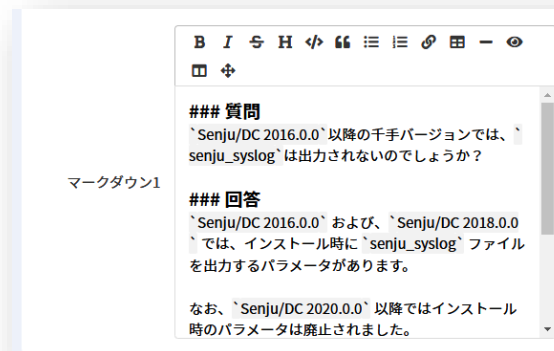 B I S H </>
マークダウン1
### 質問
`Senju/DC 2016.0.0`以降の千手バージョンでは、`
senju_syslog`は出力されないのでしょうか？
### 回答
`Senju/DC 2016.0.0` および、`Senju/DC 2018.0.0
` では、インストール時に `senju_syslog` ファイル
を出力するパラメータがあります。
なお、`Senju/DC 2020.0.0` 以降ではインストール
時のパラメータは廃止されました。